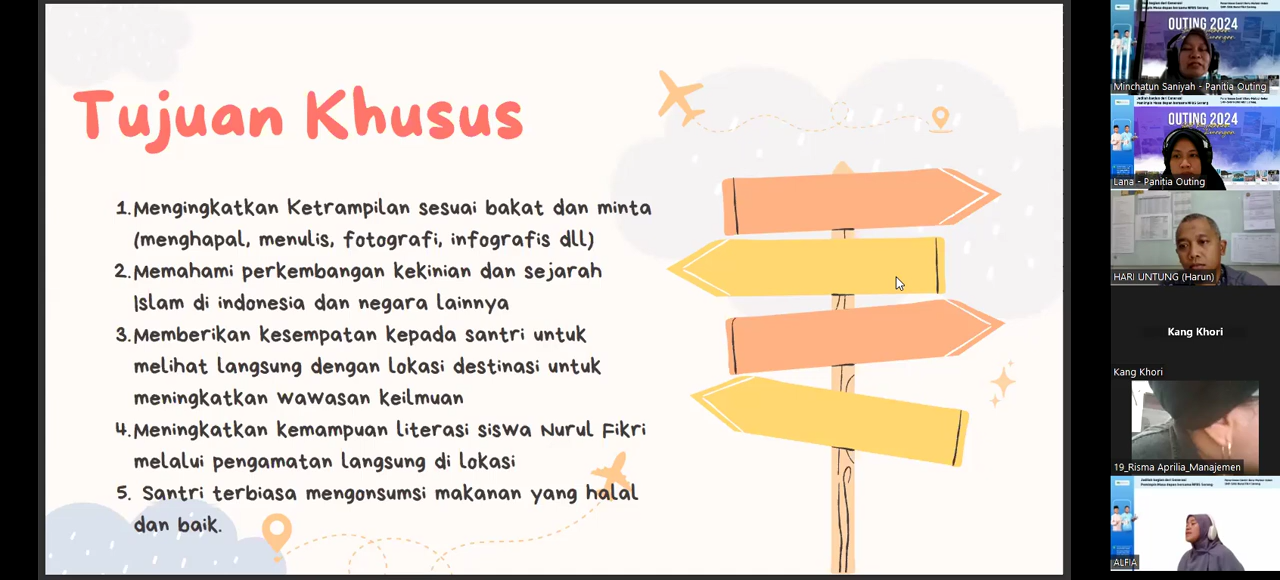 Tujuan Khusus
1.Mengingkatkan Ketrampilan sesuai bakat dan minta
(menghapal, menulis, fotografi, infografis dll)
2.Memahami perkembangan kekinian dan sejarah
Islam di indonesia dan negara lainnya
3.Memberikan kesempatan kepada santri untuk
melihat langsung dengan lokasi destinasi untuk
meningkatkan wawasan keilmuan
4.Meningkatkan kemampuan literasi siswa Nurul Fikri
melalui pengamatan langsung di lokasi
5. Santri terbiasa mengonsumsi makanan yang halal
dan baik.
OUTING 2024
Minchatun Saniyah - Panitia Outing
OUTING 2024
Lana - Panitia Outing
HARI UNTUNG (Harun)
Kang Khori
Kang Khori
19_Risma Aprilia_Manajemen
ALFIA